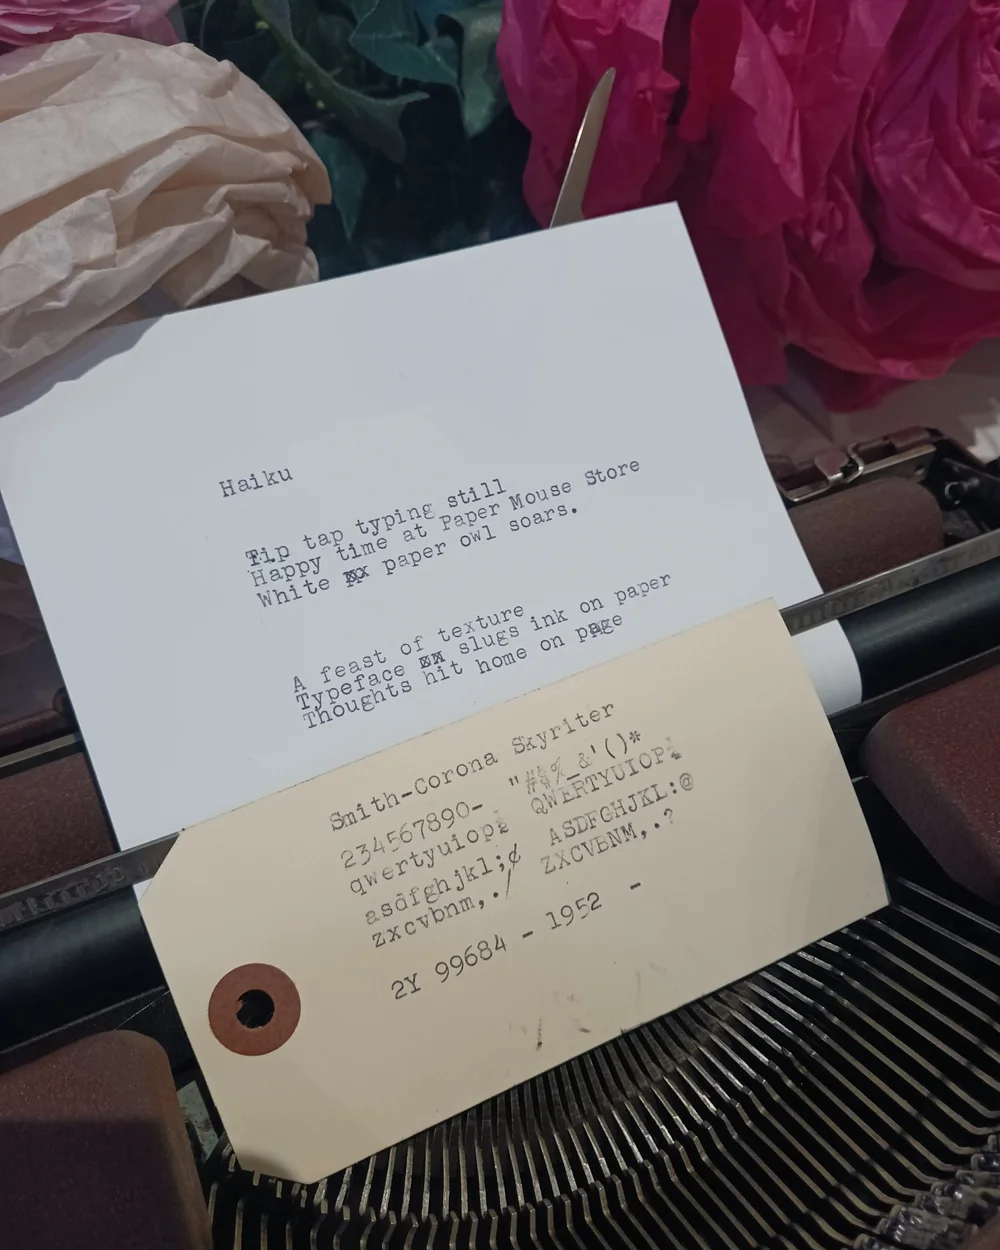 Haiku
Tip tap typing still
Happy time at Paper Mouse Store
White xx paper owl soars.
A feast of texture
Typeface xx slugs ink on paper
Thoughts hit home on page
Smith-Corona Skyriter
234567890- "#$%_&'()*
qwertyuiop½ QWERTYUIOP¼
asdfghjkl;¢ ASDFGHJKL:@
zxcvbnm,./ ZXCVBNM,.?
2Y 99684 - 1952 -